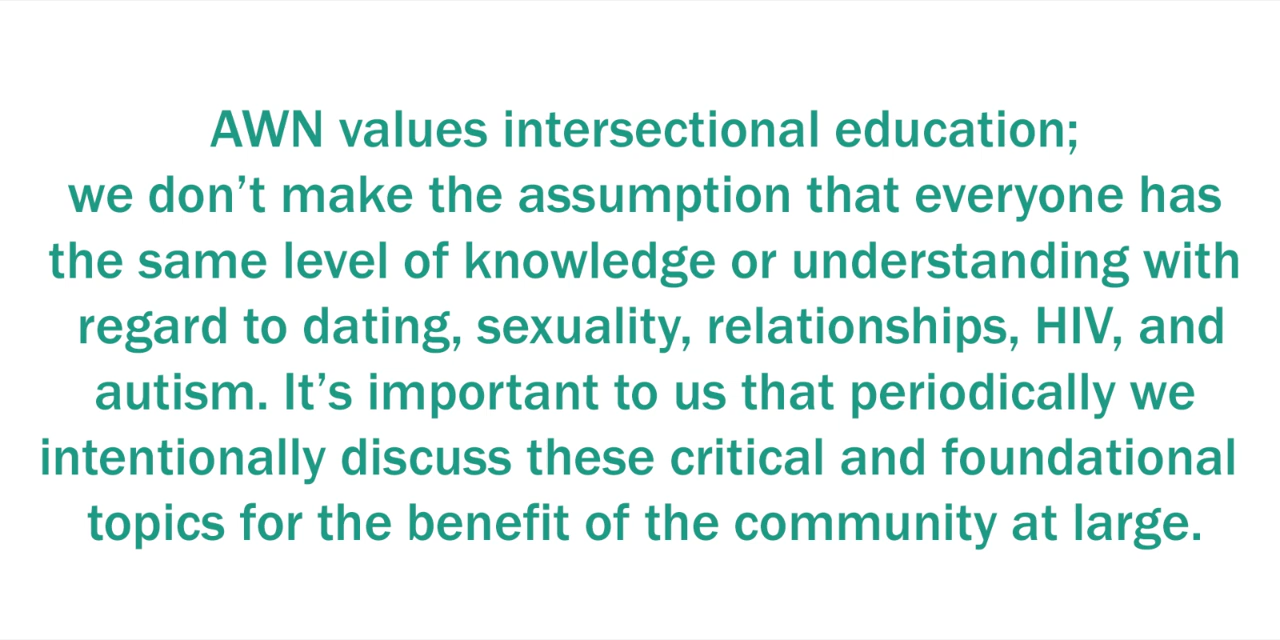 AWN values intersectional education;
we don’t make the assumption that everyone has
the same level of knowledge or understanding with
regard to dating, sexuality, relationships, HIV, and
autism. It’s important to us that periodically we
intentionally discuss these critical and foundational
topics for the benefit of the community at large.